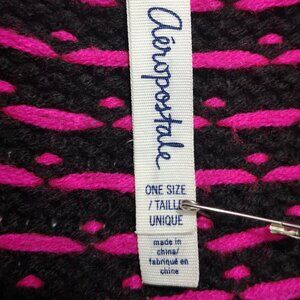 aéropostale
ONE SIZE
/ TAILLE
UNIQUE
made in
china/
fabriqué en
chine